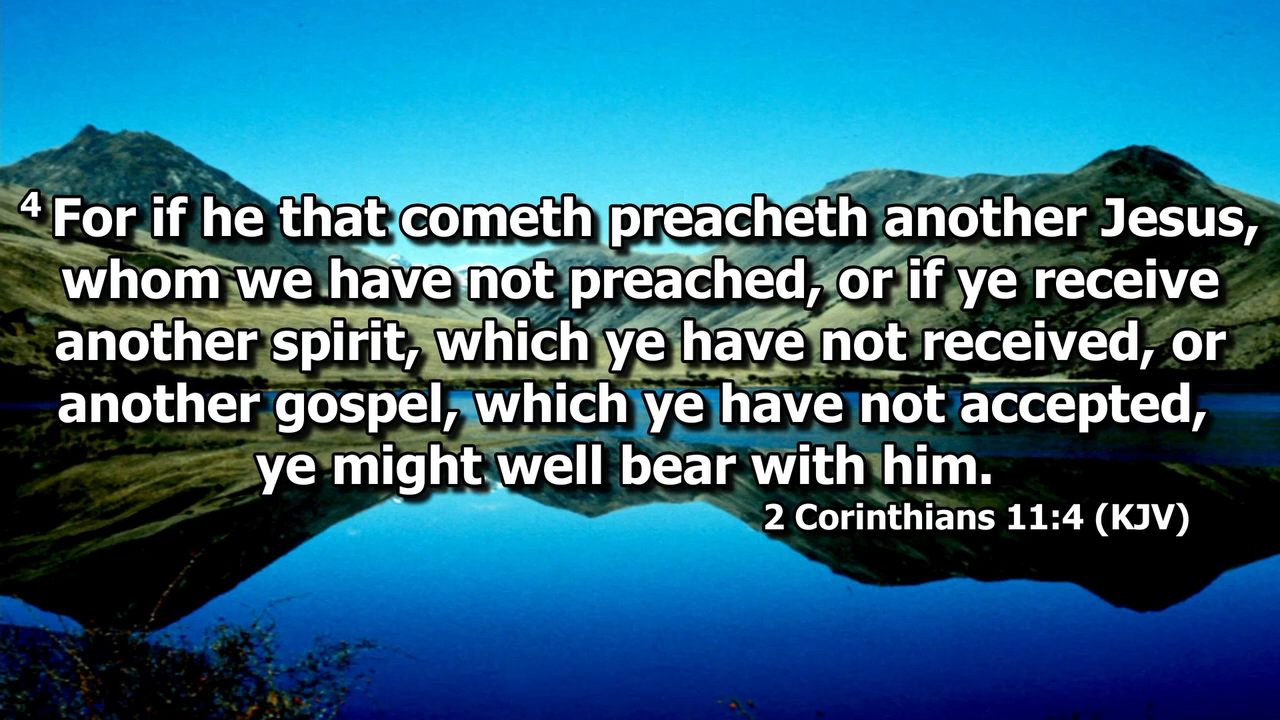 4 For if he that cometh preacheth another Jesus,
whom we have not preached, or if ye receive
another spirit, which ye have not received, or
another gospel, which ye have not accepted,
ye might well bear with him.
2 Corinthians 11:4 (KJV)